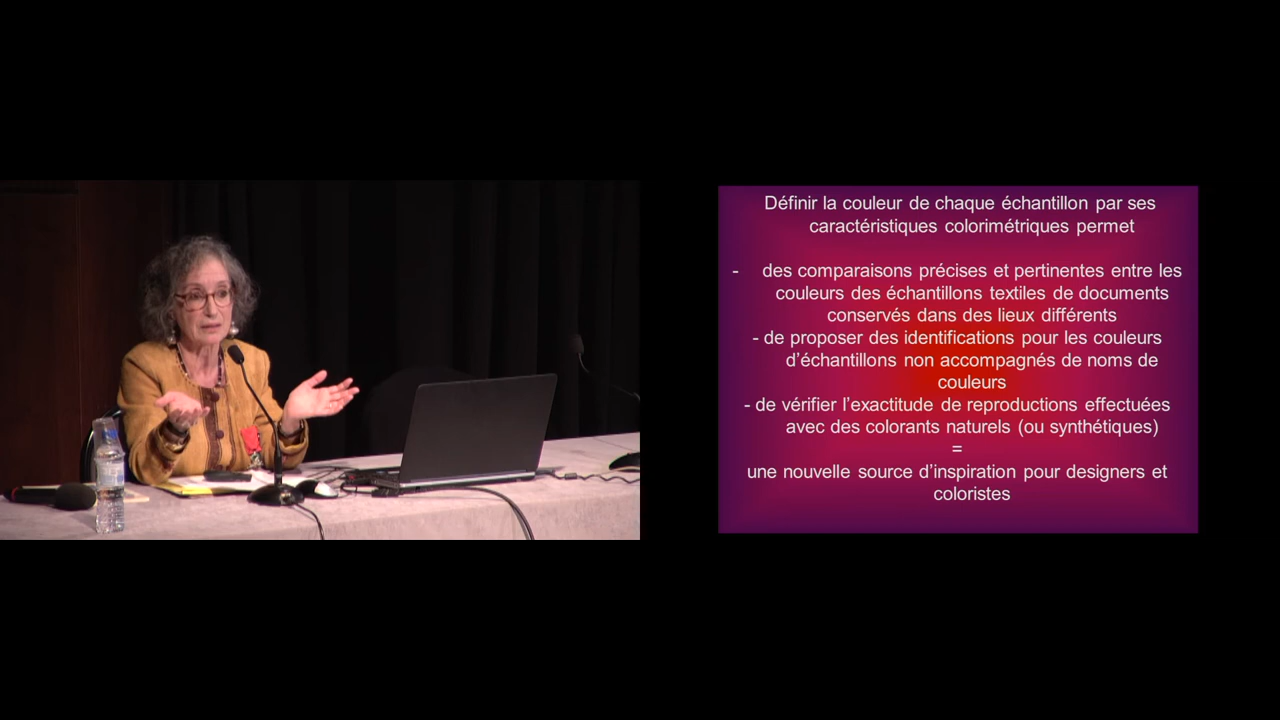 Définir la couleur de chaque échantillon par ses
caractéristiques colorimétriques permet
- des comparaisons précises et pertinentes entre les
couleurs des échantillons textiles de documents
conservés dans des lieux différents
- de proposer des identifications pour les couleurs
d’échantillons non accompagnés de noms de
couleurs
- de vérifier l’exactitude de reproductions effectuées
avec des colorants naturels (ou synthétiques)
=
une nouvelle source d’inspiration pour designers et
coloristes